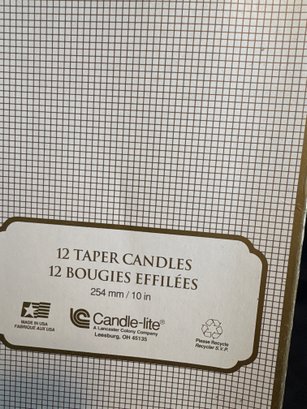 12 TAPER CANDLES
12 BOUGIES EFFILÉES
254 mm / 10 in
MADE IN USA
FABRIQUÉ AUX USA
Candle-lite®
A Lancaster Colony Company
Leesburg, OH 45135
Please Recycle
Recycler S.V.P.